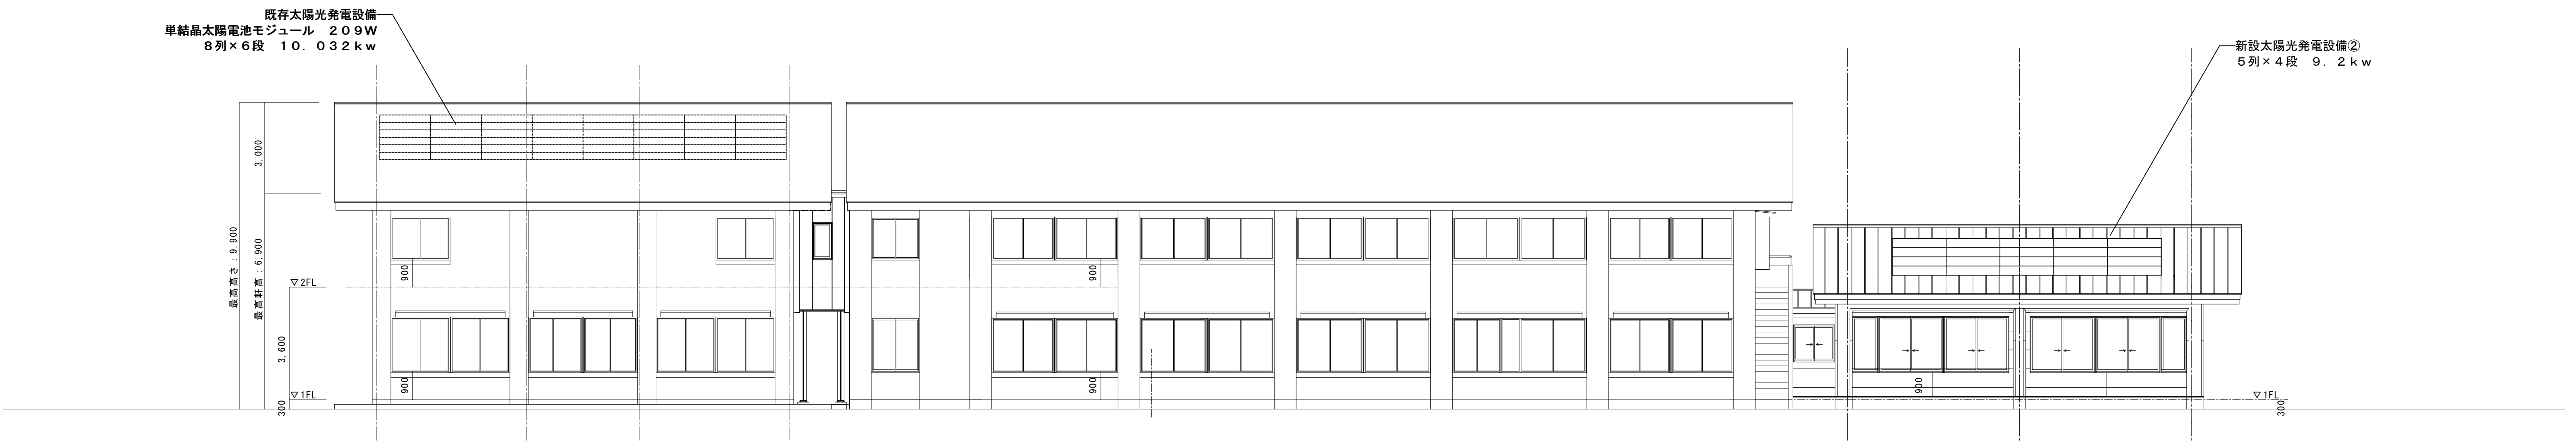 既存太陽光発電設備
単結晶太陽電池モジュール　２０９Ｗ
８列×６段　１０．０３２ｋｗ
新設太陽光発電設備②
５列×４段　９．２ｋｗ
最高高さ：9,900
最高軒高：6,900
3,000
▽2FL
3,600
▽1FL
300
900
900
900
900
900
▽1FL
300